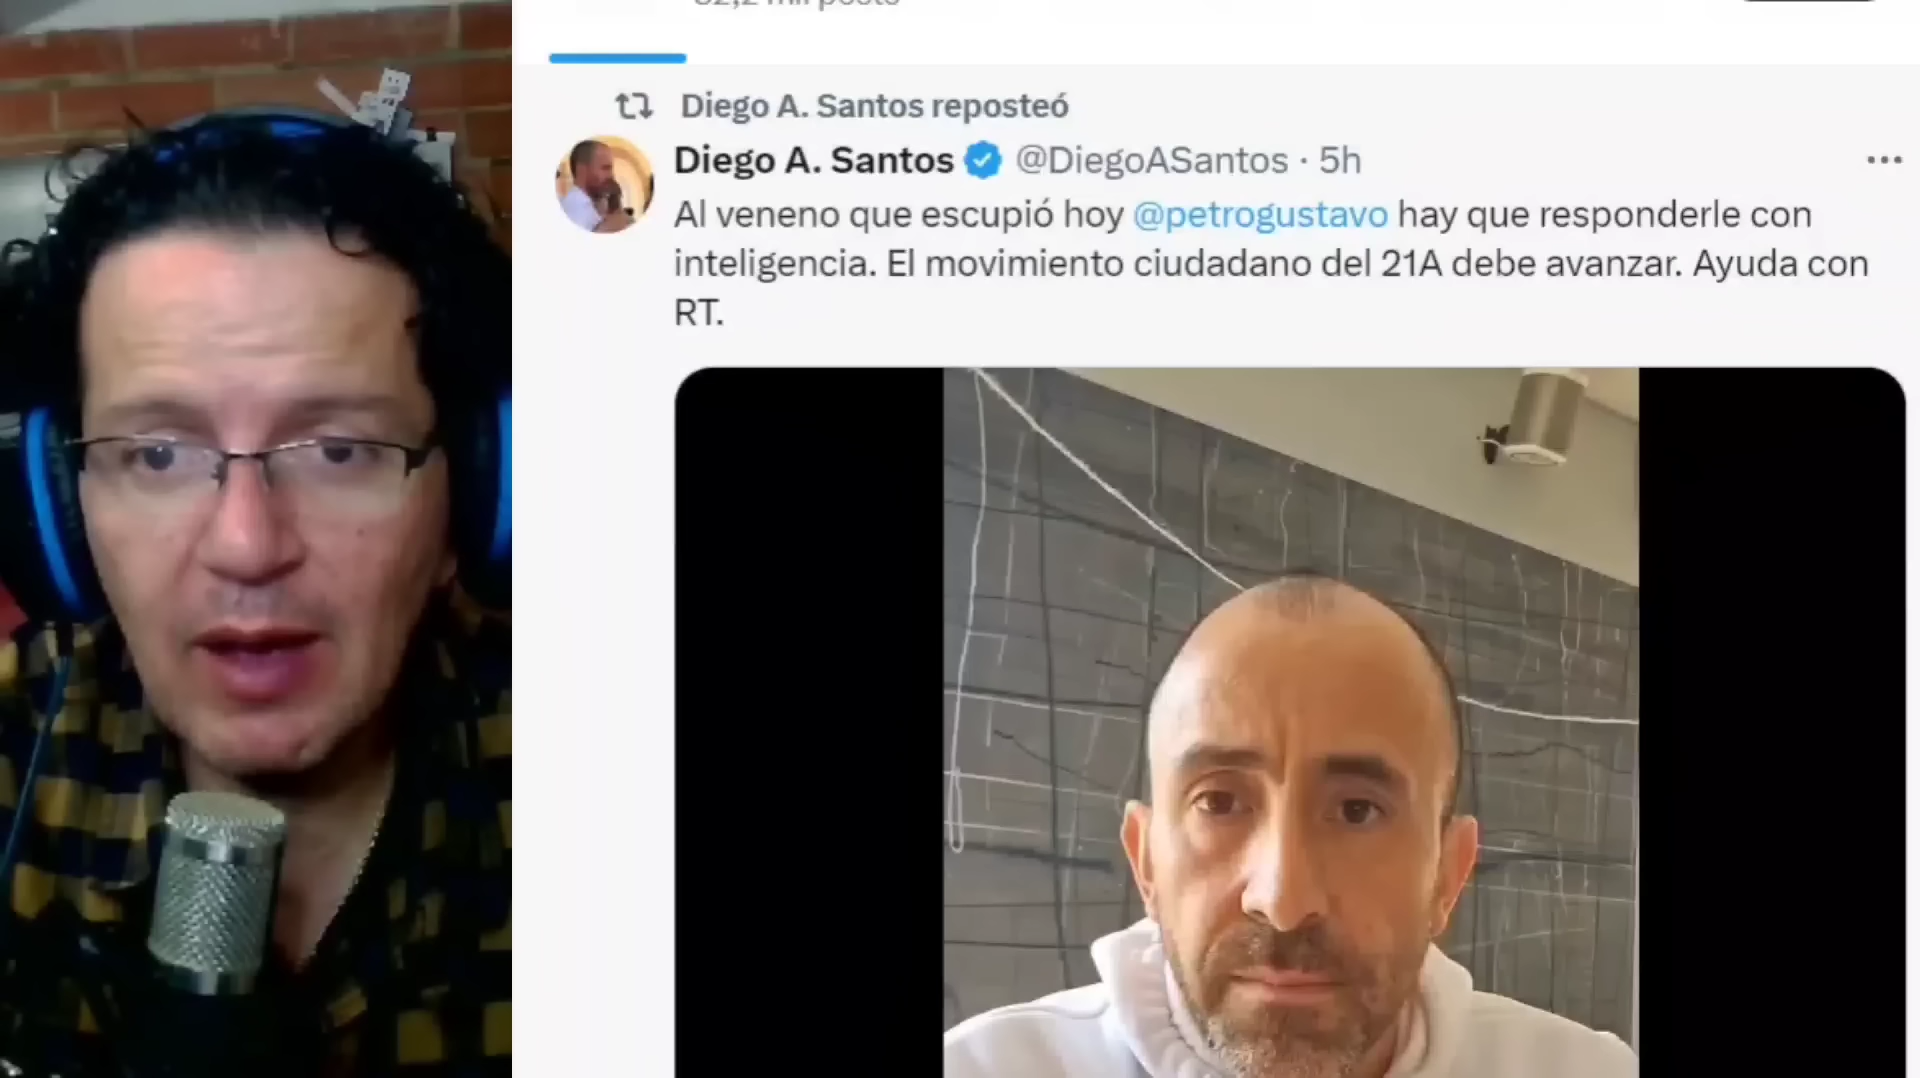 Diego A. Santos reposteó
Diego A. Santos @DiegoASantos · 5h
Al veneno que escupió hoy @petrogustavo hay que responderle con
inteligencia. El movimiento ciudadano del 21A debe avanzar. Ayuda con
RT.